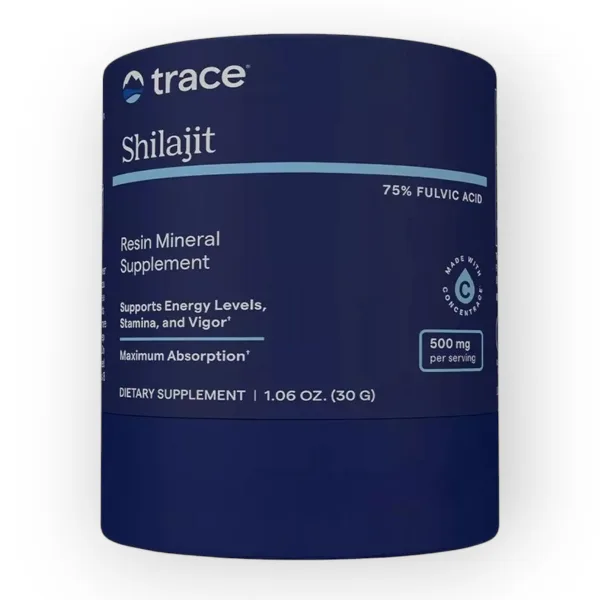 trace®
Shilajit
75% FULVIC ACID
Resin Mineral
Supplement
MADE WITH
C
CONCENTRACE
Supports Energy Levels,
Stamina, and Vigor†
500 mg
per serving
Maximum Absorption†
DIETARY SUPPLEMENT | 1.06 OZ. (30 G)